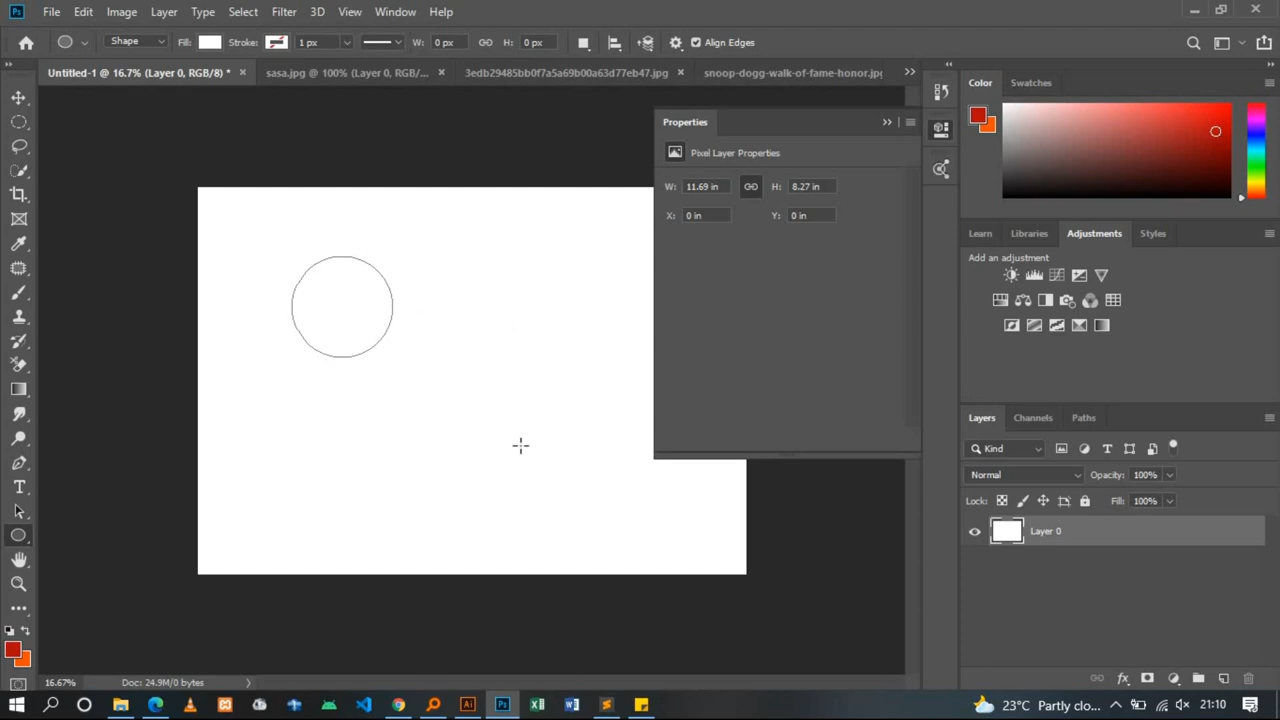 Ps File Edit Image Layer Type Select Filter 3D View Window Help
Shape Fill: Stroke: 1 px W: 0 px H: 0 px Align Edges
Untitled-1 @ 16.7% (Layer 0, RGB/8) * × sasa.jpg @ 100% (Layer 0, RGB/... × 3edb29485bb0f7a5a69b00a63d77eb47.jpg × snoop-dogg-walk-of-fame-honor.jpg
Color Swatches
Properties
Pixel Layer Properties
W: 11.69 in H: 8.27 in
X: 0 in Y: 0 in
Learn Libraries Adjustments Styles
Add an adjustment
Layers Channels Paths
Kind
Normal Opacity: 100%
Lock: Fill: 100%
Layer 0
fx
16.67% Doc: 24.9M/0 bytes
Ai Ps 23°C Partly clo... 21:10